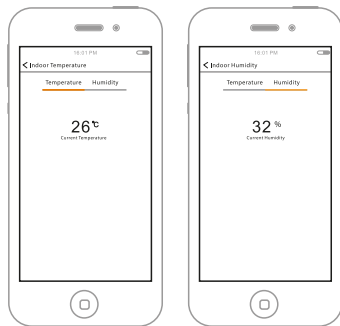 16:01 PM
< Indoor Temperature
Temperature Humidity
26℃
Current Temperature
16:01 PM
< Indoor Humidity
Temperature Humidity
32 %
Current Humidity